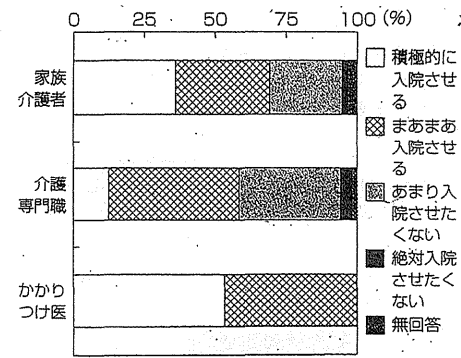 0 25 50 75 100 (%)
家族
介護者
介護
専門職
かかり
つけ医
積極的に
入院させ
る
まあまあ
入院させ
る
あまり入
院させた
くない
絶対入院
させたく
ない
無回答